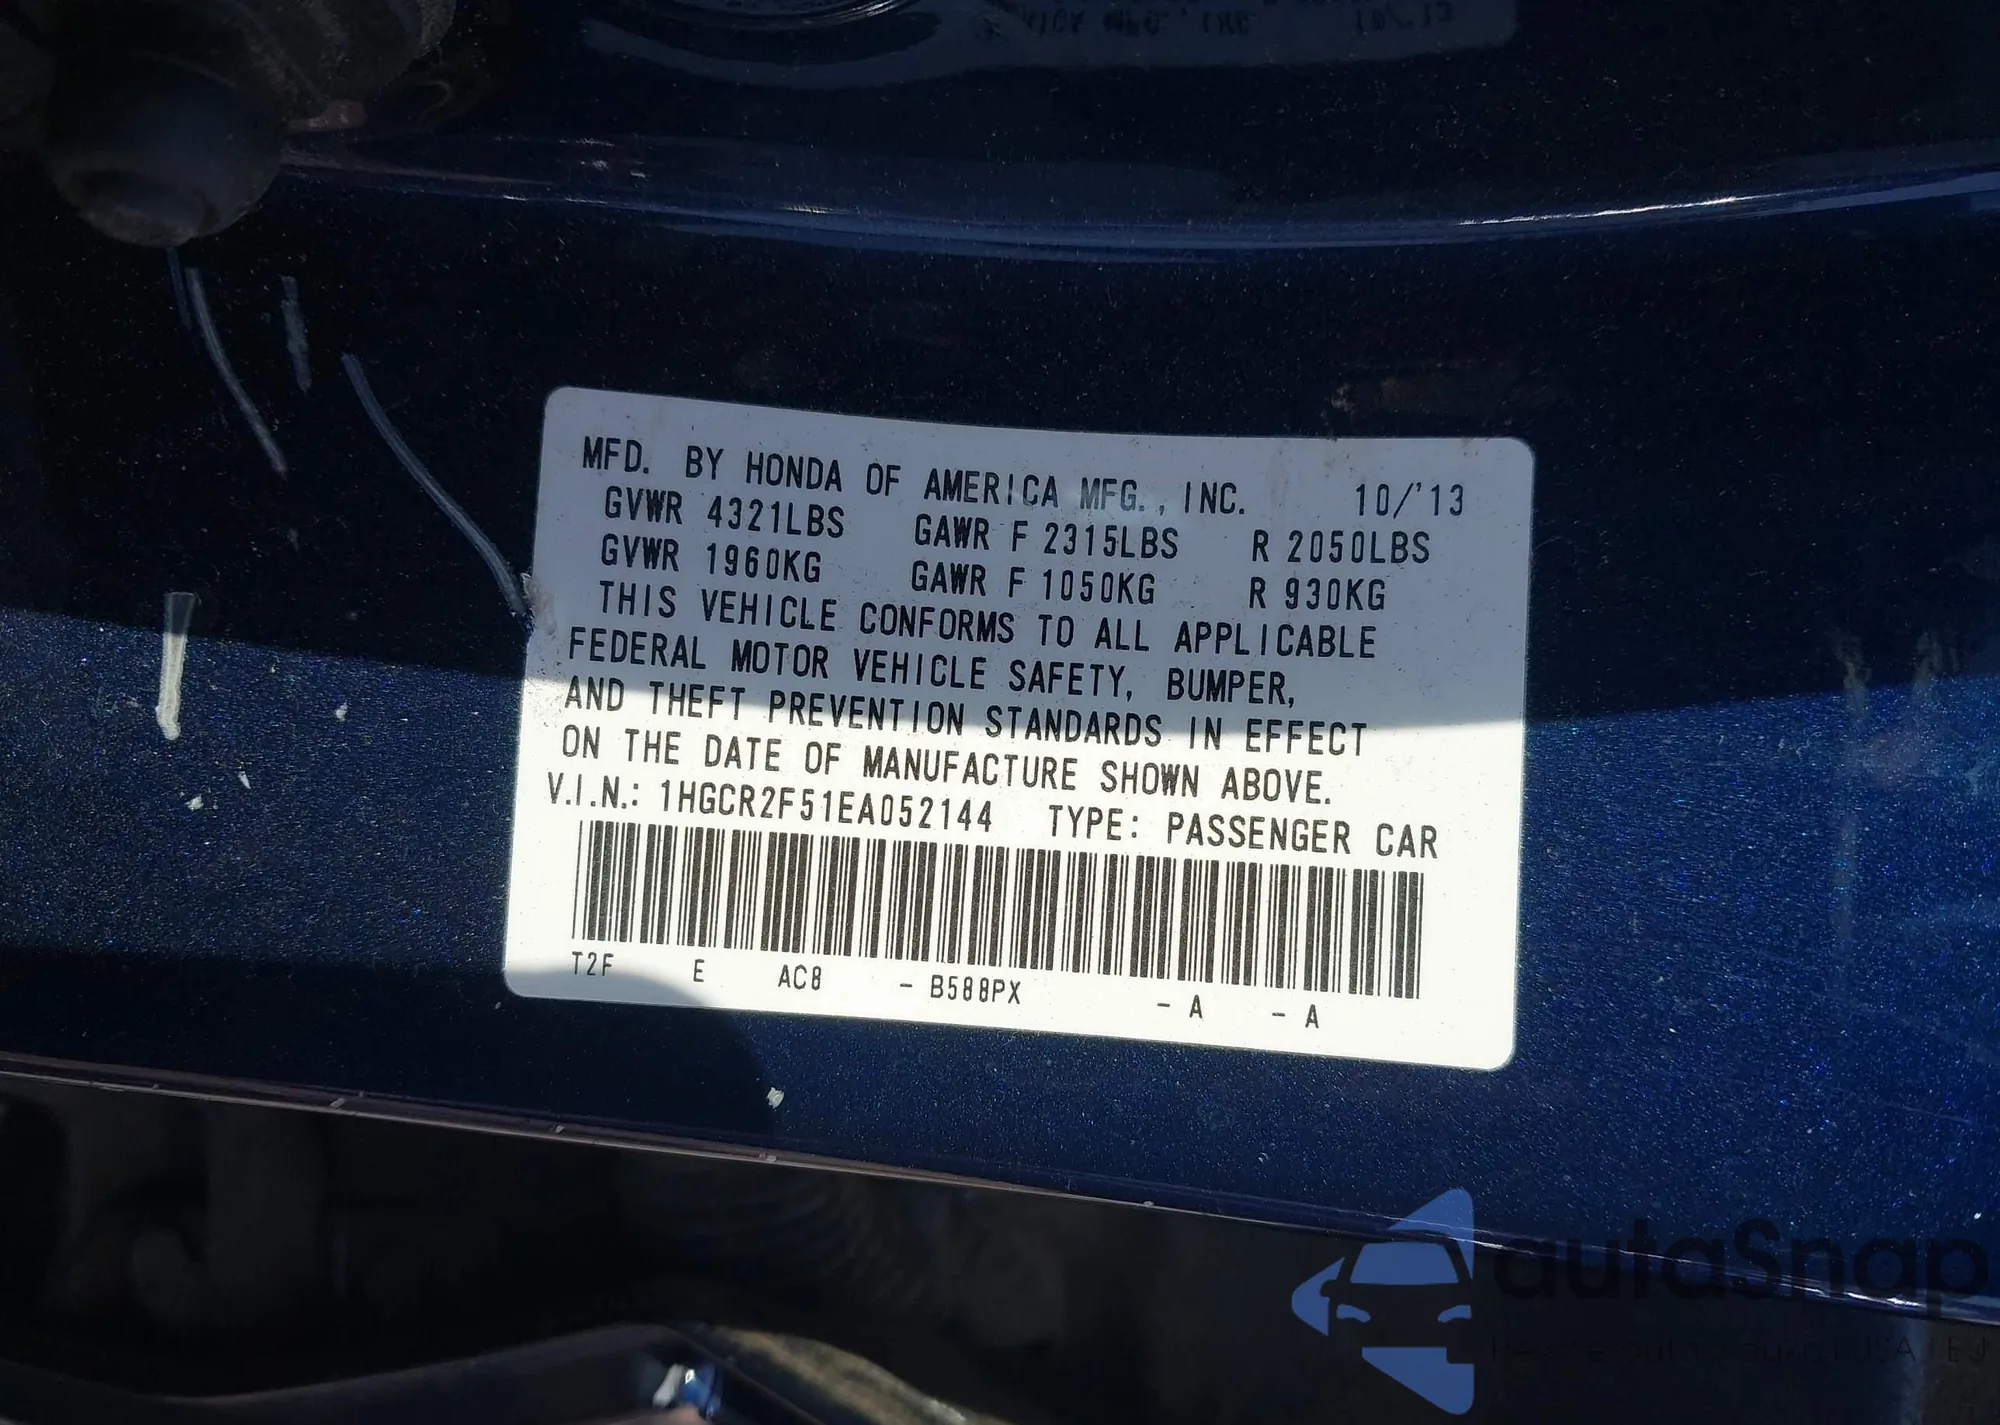 MFD. BY HONDA OF AMERICA MFG., INC. 10/'13
GVWR 4321LBS GAWR F 2315LBS R 2050LBS
GVWR 1960KG GAWR F 1050KG R 930KG
THIS VEHICLE CONFORMS TO ALL APPLICABLE
FEDERAL MOTOR VEHICLE SAFETY, BUMPER,
AND THEFT PREVENTION STANDARDS IN EFFECT
ON THE DATE OF MANUFACTURE SHOWN ABOVE.
V.I.N.: 1HGCR2F51EA052144 TYPE: PASSENGER CAR
T2F E AC8 - B588PX - A - A
autaSnap